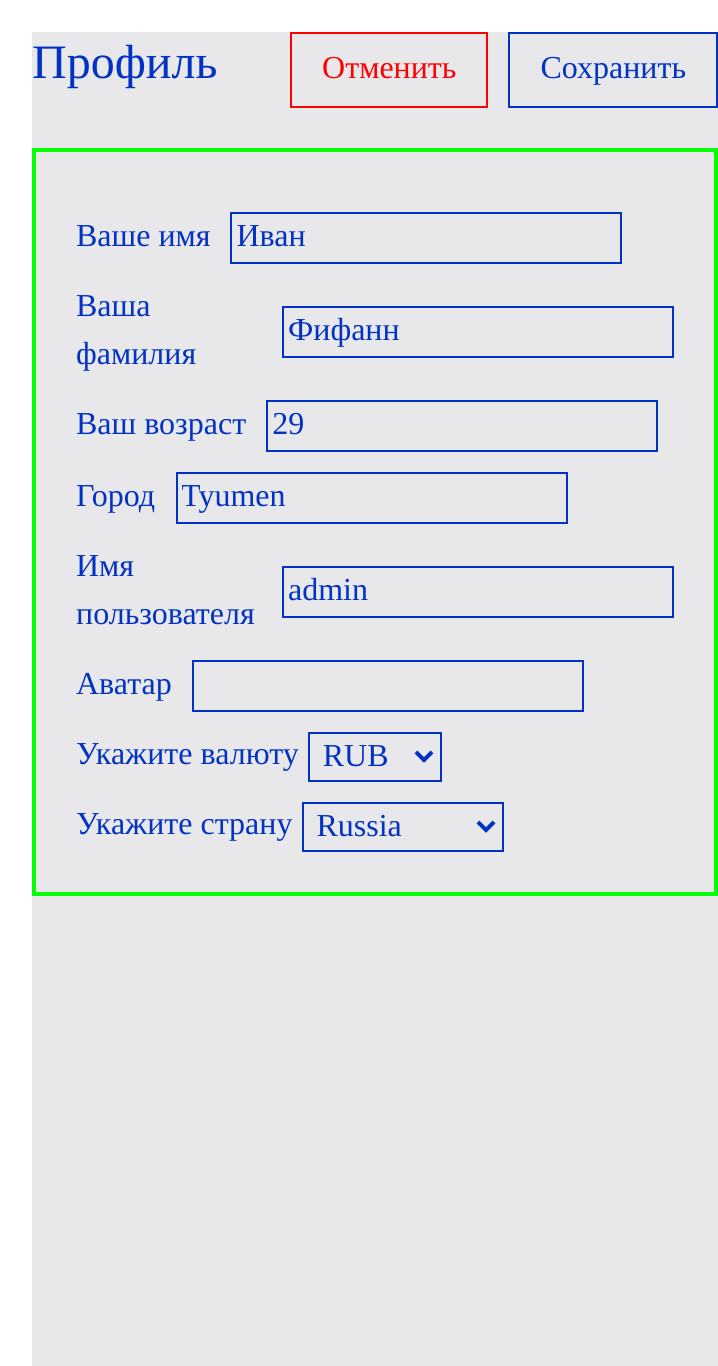 Профиль
Отменить
Сохранить
Ваше имя
Иван
Ваша
фамилия
Фифанн
Ваш возраст
29
Город
Tyumen
Имя
пользователя
admin
Аватар
Укажите валюту
RUB
Укажите страну
Russia